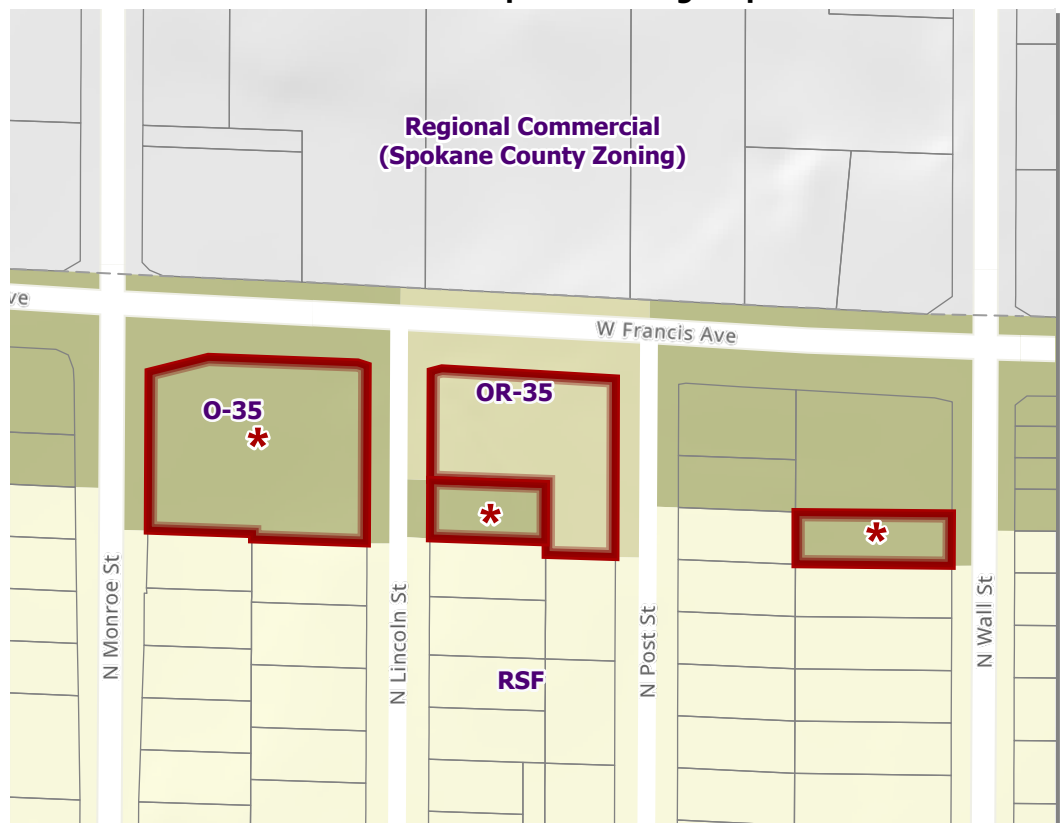 Regional Commercial
(Spokane County Zoning)
ve
W Francis Ave
O-35
*
OR-35
*
*
N Monroe St
N Lincoln St
N Post St
N Wall St
RSF